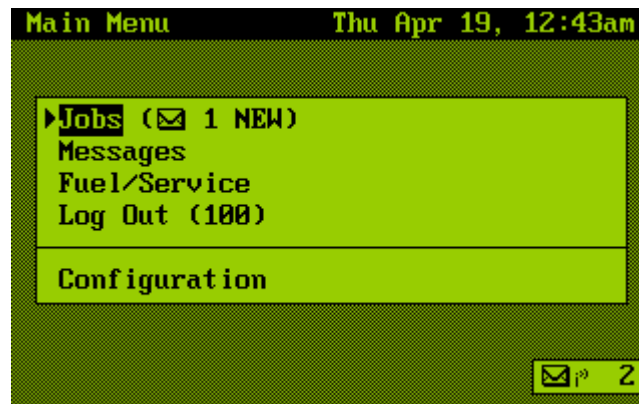 Main Menu Thu Apr 19, 12:43am
Jobs (✉ 1 NEW)
Messages
Fuel/Service
Log Out (100)
Configuration
2